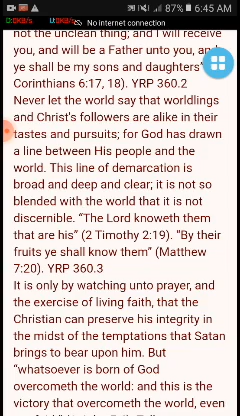 87% 6:45 AM
No internet connection
not the unclean thing; and I will receive
you, and will be a Father unto you, and
ye shall be my sons and daughters"
Corinthians 6:17, 18). YRP 360.2
Never let the world say that worldlings
and Christ's followers are alike in their
tastes and pursuits; for God has drawn
a line between His people and the
world. This line of demarcation is
broad and deep and clear; it is not so
blended with the world that it is not
discernible. “The Lord knoweth them
that are his” (2 Timothy 2:19). “By their
fruits ye shall know them” (Matthew
7:20). YRP 360.3
It is only by watching unto prayer, and
the exercise of living faith, that the
Christian can preserve his integrity in
the midst of the temptations that Satan
brings to bear upon him. But
“whatsoever is born of God
overcometh the world: and this is the
victory that overcometh the world, even